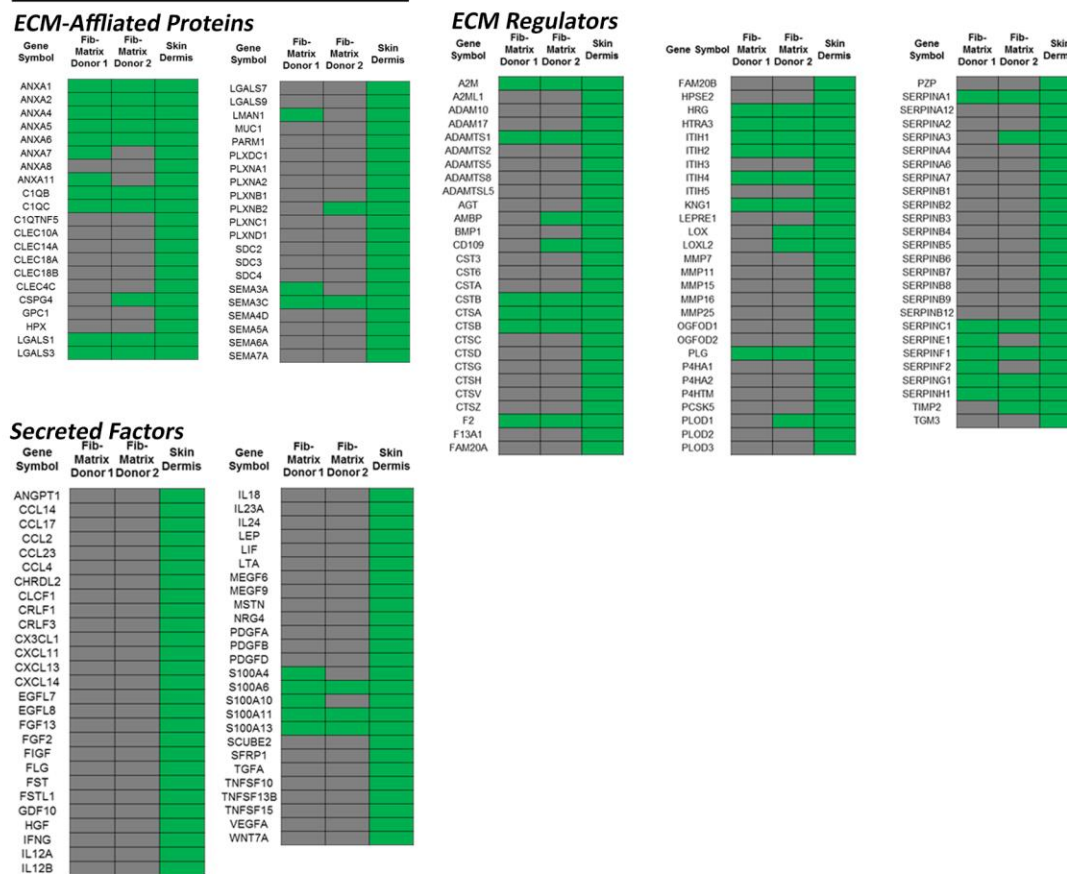 ECM-Affliated Proteins
Gene Symbol
Fib-Matrix Donor 1
Fib-Matrix Donor 2
Skin Dermis
ANXA1
ANXA2
ANXA4
ANXA5
ANXA6
ANXA7
ANXA8
ANXA11
C1QB
C1QC
C1QTNF5
CLEC10A
CLEC14A
CLEC18A
CLEC18B
CLEC4C
CSPG4
GPC1
HPX
LGALS1
LGALS3
Fib-Matrix Donor 1
Fib-Matrix Donor 2
Gene Symbol
Skin Dermis
LGALS7
LGALS9
LMAN1
MUC1
PARM1
PLXDC1
PLXNA1
PLXNA2
PLXNB1
PLXNB2
PLXNC1
PLXND1
SDC2
SDC3
SDC4
SEMA3A
SEMA3C
SEMA4D
SEMA5A
SEMA6A
SEMA7A
ECM Regulators
Gene Symbol
Fib-Matrix Donor 1
Fib-Matrix Donor 2
Skin Dermis
A2M
A2ML1
ADAM10
ADAM17
ADAMTS1
ADAMTS2
ADAMTS5
ADAMTS8
ADAMTSL5
AGT
AMBP
BMP1
CD109
CST3
CST6
CSTA
CSTB
CTSA
CTSB
CTSC
CTSD
CTSG
CTSH
CTSV
CTSZ
F2
F13A1
FAM20A
Gene Symbol
Fib-Matrix Donor 1
Fib-Matrix Donor 2
Skin Dermis
FAM20B
HPSE2
HRG
HTRA3
ITIH1
ITIH2
ITIH3
ITIH4
ITIH5
KNG1
LEPRE1
LOX
LOXL2
MMP7
MMP11
MMP15
MMP16
MMP25
OGFOD1
OGFOD2
PLG
P4HA1
P4HA2
P4HTM
PCSK5
PLOD1
PLOD2
PLOD3
Gene Symbol
Fib-Matrix Donor 1
Fib-Matrix Donor 2
Skin Dermis
PZP
SERPINA1
SERPINA12
SERPINA2
SERPINA3
SERPINA4
SERPINA6
SERPINA7
SERPINB1
SERPINB2
SERPINB3
SERPINB4
SERPINB5
SERPINB6
SERPINB7
SERPINB8
SERPINB9
SERPINB12
SERPINC1
SERPINE1
SERPINF1
SERPINF2
SERPING1
SERPINH1
TIMP2
TGM3
Secreted Factors
Gene Symbol
Fib-Matrix Donor 1
Fib-Matrix Donor 2
Skin Dermis
ANGPT1
CCL14
CCL17
CCL2
CCL23
CCL4
CHRDL2
CLCF1
CRLF1
CRLF3
CX3CL1
CXCL11
CXCL13
CXCL14
EGFL7
EGFL8
FGF13
FGF2
FIGF
FLG
FST
FSTL1
GDF10
HGF
IFNG
IL12A
IL12B
Gene Symbol
Fib-Matrix Donor 1
Fib-Matrix Donor 2
Skin Dermis
IL18
IL23A
IL24
LEP
LIF
LTA
MEGF6
MEGF9
MSTN
NRG4
PDGFA
PDGFB
PDGFD
S100A4
S100A6
S100A10
S100A11
S100A13
SCUBE2
SFRP1
TGFA
TNFSF10
TNFSF13B
TNFSF15
VEGFA
WNT7A